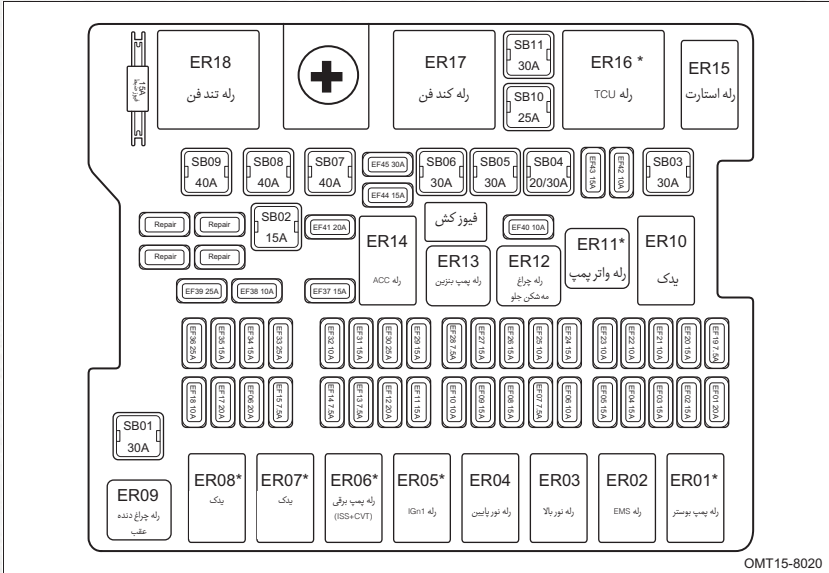 15A
ER18
رله تند فن
ER17
رله کند فن
SB11
30A
SB10
25A
ER16 *
رله TCU
ER15
رله استارت
SB09
40A
SB08
40A
SB07
40A
EF45 30A
EF44 15A
SB06
30A
SB05
30A
SB04
20/30A
EF43 15A
EF42 10A
SB03
30A
Repair
Repair
Repair
Repair
SB02
15A
EF41 20A
ER14
رله ACC
فیوز کش
ER13
رله پمپ بنزین
EF40 10A
ER12
رله چراغ
مه‌شکن جلو
ER11*
رله واتر پمپ
ER10
یدک
EF39 25A
EF38 10A
EF37 15A
EF36 25A
EF35 15A
EF34 15A
EF33 25A
EF32 10A
EF31 15A
EF30 25A
EF29 15A
EF28 7.5A
EF27 15A
EF26 15A
EF25 10A
EF24 15A
EF23 10A
EF22 10A
EF21 10A
EF20 15A
EF19 7.5A
EF18 10A
EF17 20A
EF06 20A
EF15 7.5A
EF14 7.5A
EF13 7.5A
EF12 20A
EF11 15A
EF10 10A
EF09 15A
EF08 15A
EF07 7.5A
EF06 10A
EF05 15A
EF04 15A
EF03 15A
EF02 15A
EF01 20A
SB01
30A
ER09
رله چراغ دنده
عقب
ER08*
یدک
ER07*
یدک
ER06*
رله پمپ برقی
(ISS+CVT)
ER05*
رله IGn1
ER04
رله نور پایین
ER03
رله نور بالا
ER02
رله EMS
ER01*
رله پمپ بوستر
OMT15-8020